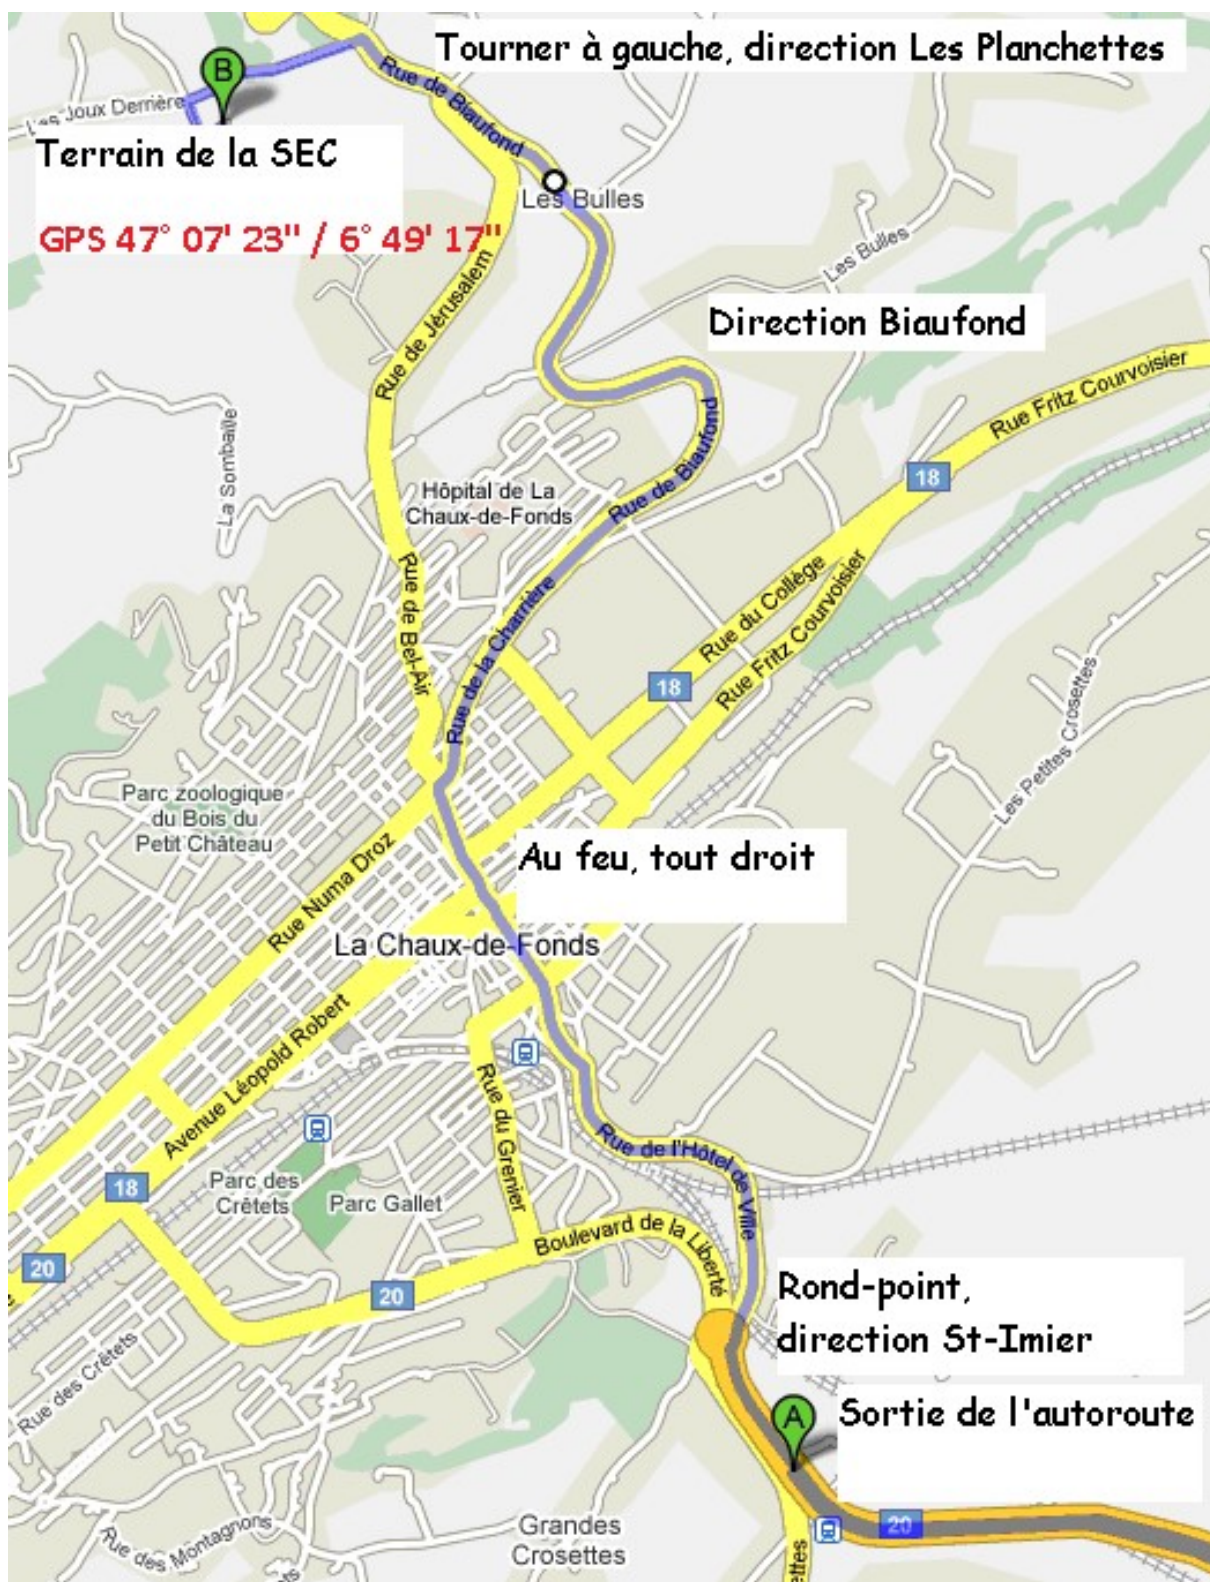 Tourner à gauche, direction Les Planchettes
B
Rue de Biaufond
Les Joux Derrière
Terrain de la SEC
Les Bulles
GPS 47° 07' 23" / 6° 49' 17"
Les Bulles
Rue de Jérusalem
Direction Biaufond
Rue Fritz Courvoisier
La Sombaille
Rue de Biaufond
18
Hôpital de La
Chaux-de-Fonds
Rue de Bel-Air
Rue de la Charrière
Rue du Collège
Rue Fritz Courvoisier
18
Les Petites Crosettes
Parc zoologique
du Bois du
Petit Château
Rue Numa Droz
Au feu, tout droit
La Chaux-de-Fonds
Avenue Léopold Robert
Rue du Grenier
Rue de l'Hôtel de Ville
18
Parc des
Crêtets
Parc Gallet
Boulevard de la Liberté
20
20
Rond-point,
direction St-Imier
Rue des Crêtets
A
Sortie de l'autoroute
Rue des Montagnons
Grandes
Crosettes
20
ettes